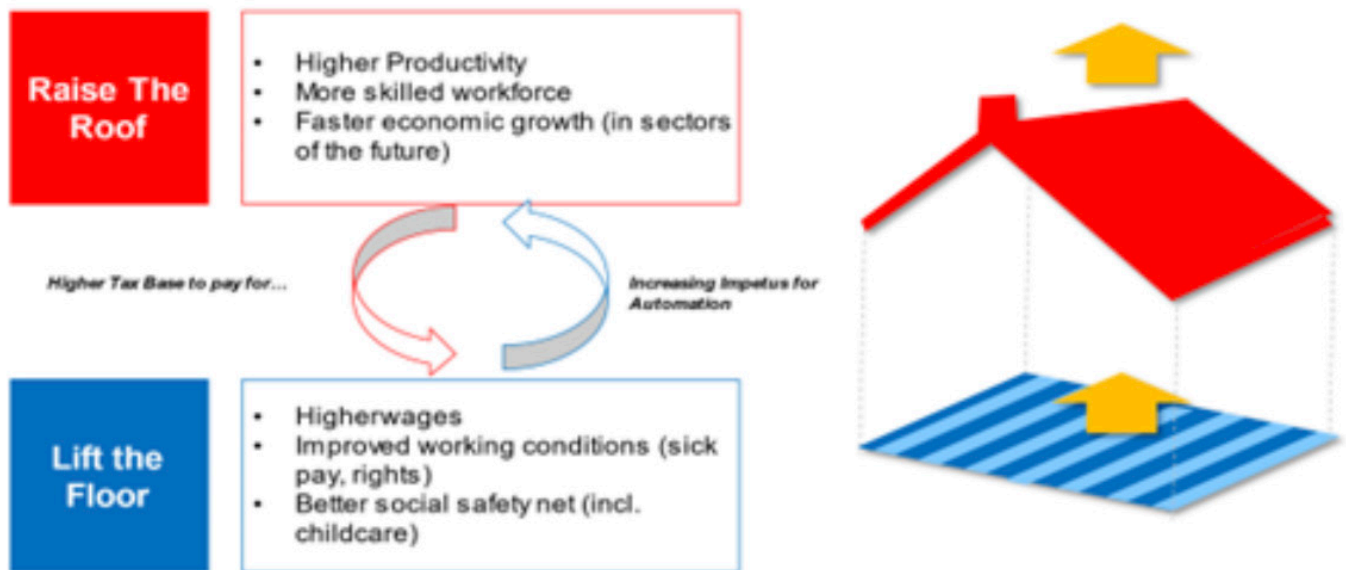 Raise The
Roof
• Higher Productivity
• More skilled workforce
• Faster economic growth (in sectors
of the future)
Higher Tax Base to pay for...
Increasing Impetus for
Automation
Lift the
Floor
• Higherwages
• Improved working conditions (sick
pay, rights)
• Better social safety net (incl.
childcare)